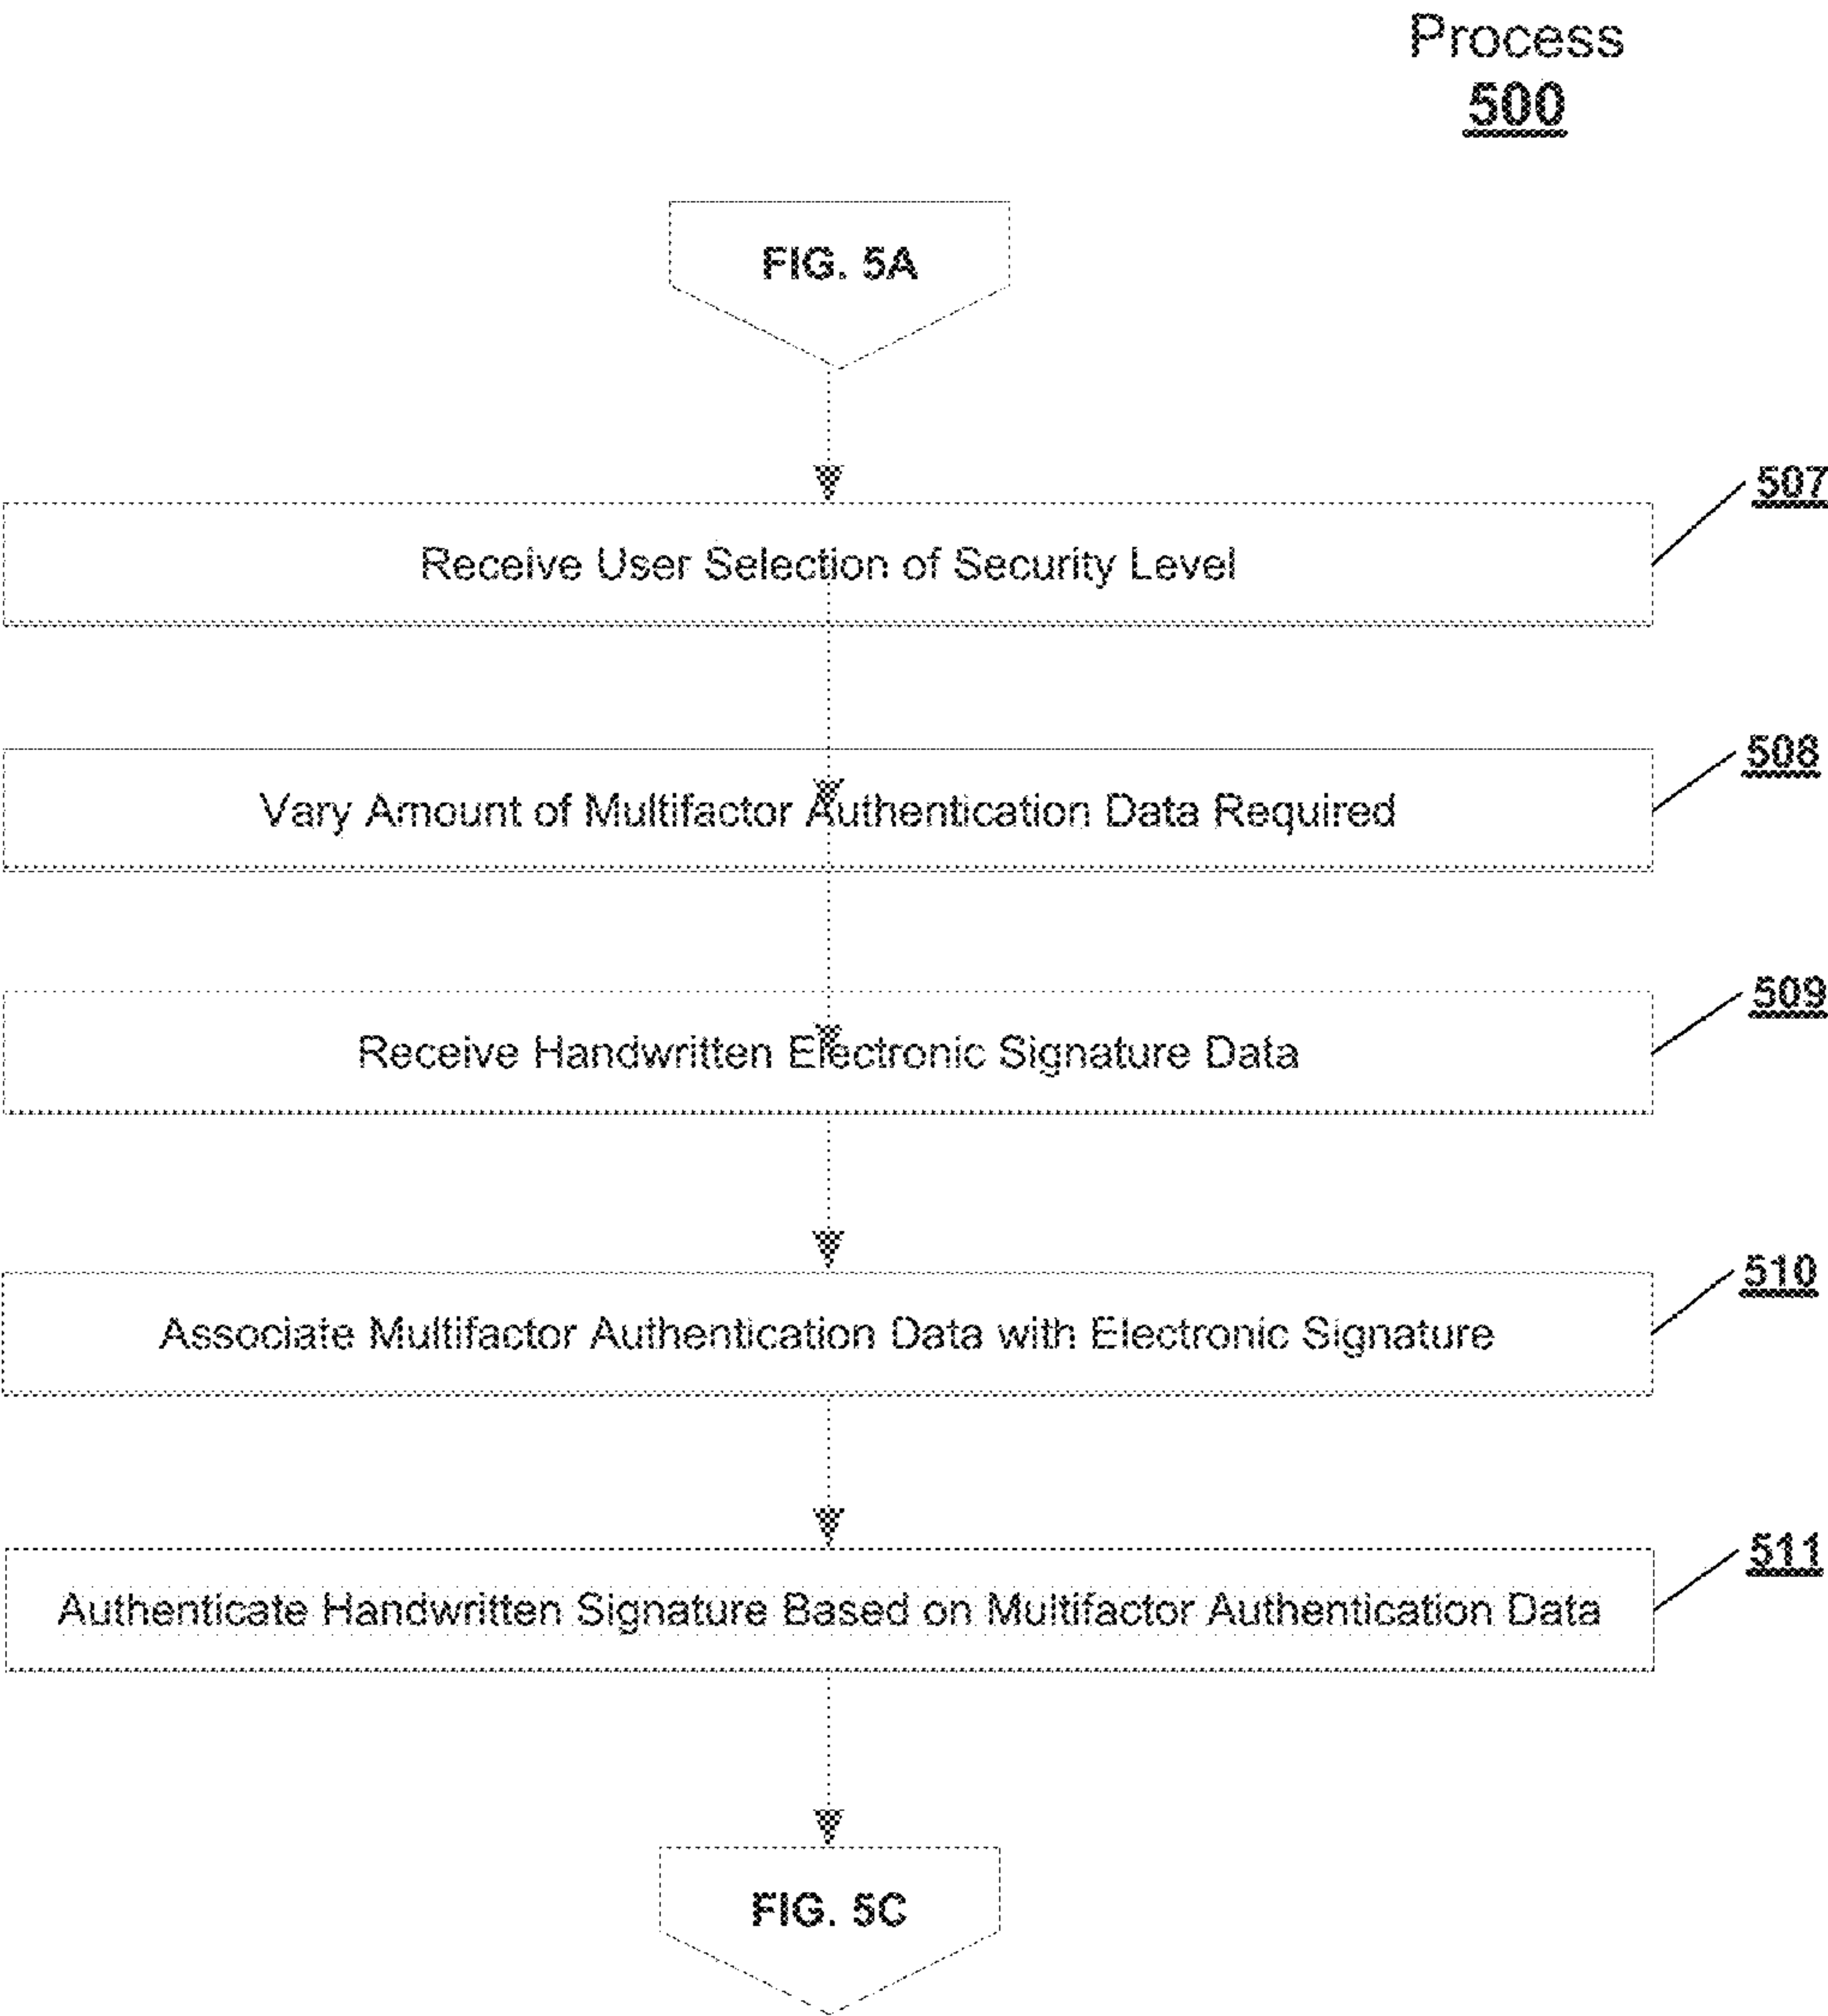 Process
500
FIG. 5A
507
Receive User Selection of Security Level
508
Vary Amount of Multifactor Authentication Data Required
509
Receive Handwritten Electronic Signature Data
510
Associate Multifactor Authentication Data with Electronic Signature
511
Authenticate Handwritten Signature Based on Multifactor Authentication Data
FIG. 5C